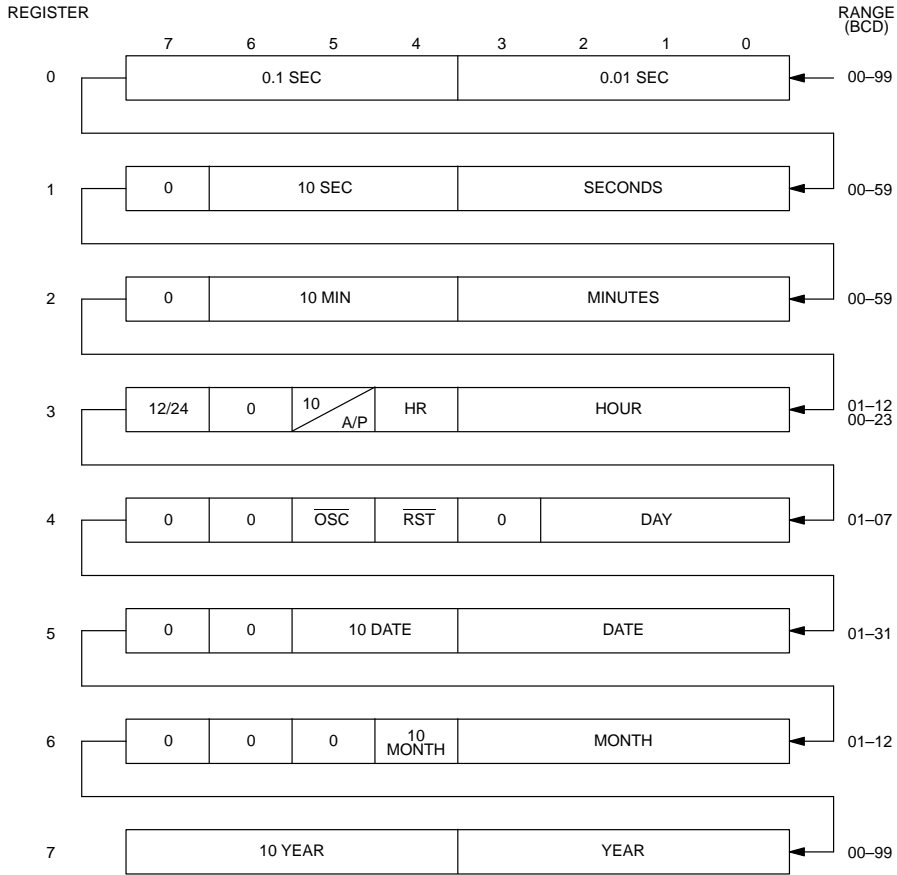 REGISTER
RANGE
(BCD)
7 6 5 4 3 2 1 0
0 0.1 SEC 0.01 SEC 00–99
1 0 10 SEC SECONDS 00–59
2 0 10 MIN MINUTES 00–59
3 12/24 0 10 A/P HR HOUR 01–12
00–23
4 0 0 OSC RST 0 DAY 01–07
5 0 0 10 DATE DATE 01–31
6 0 0 0 10 MONTH MONTH 01–12
7 10 YEAR YEAR 00–99